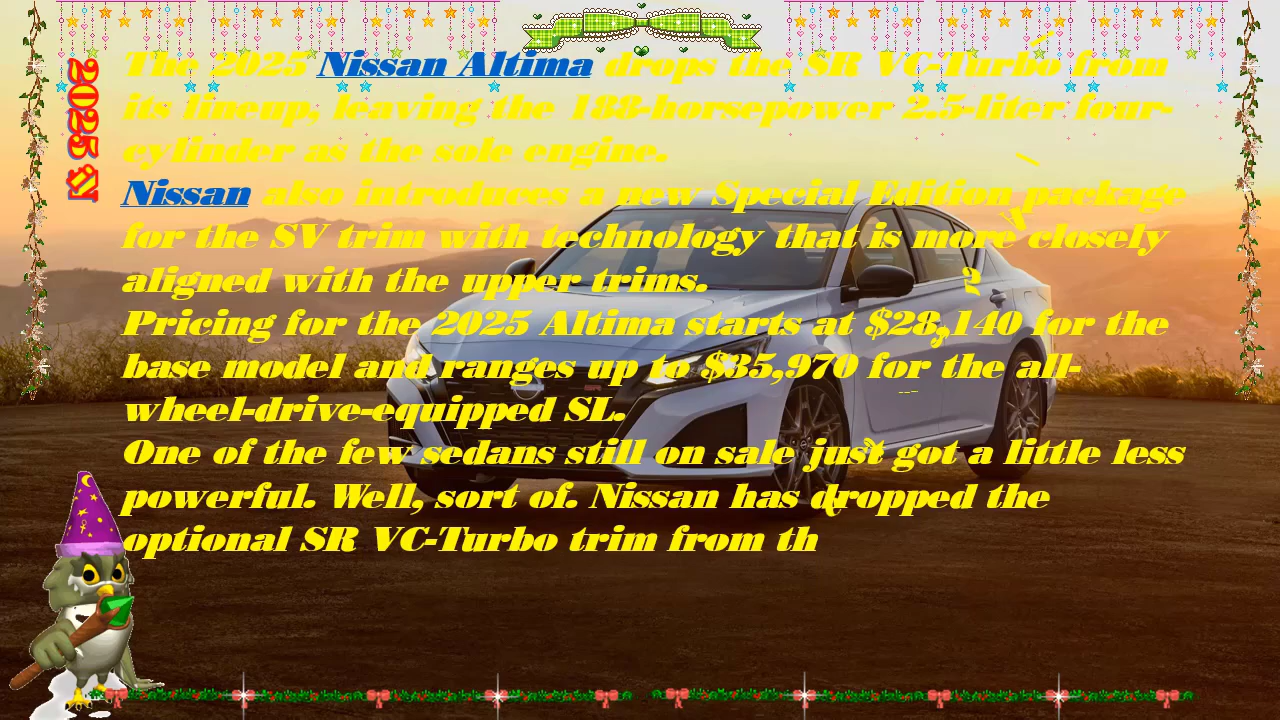 2025 N
The 2025 Nissan Altima drops the SR VC-Turbo from
its lineup, leaving the 188-horsepower 2.5-liter four-
cylinder as the sole engine.
Nissan also introduces a new Special Edition package
for the SV trim with technology that is more closely
aligned with the upper trims.
Pricing for the 2025 Altima starts at $28,140 for the
base model and ranges up to $35,970 for the all-
wheel-drive-equipped SL.
One of the few sedans still on sale just got a little less
powerful. Well, sort of. Nissan has dropped the
optional SR VC-Turbo trim from th